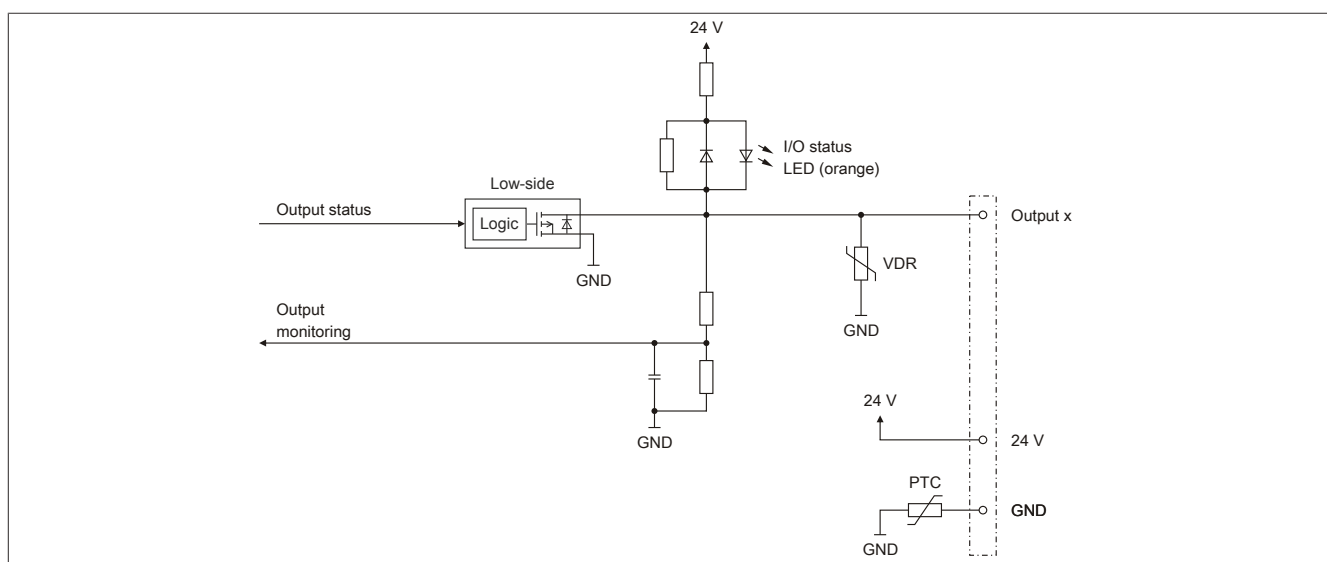 24 V
I/O status
LED (orange)
Low-side
Output status
Logic
Output x
GND
VDR
Output
monitoring
GND
24 V
GND
24 V
PTC
GND
GND